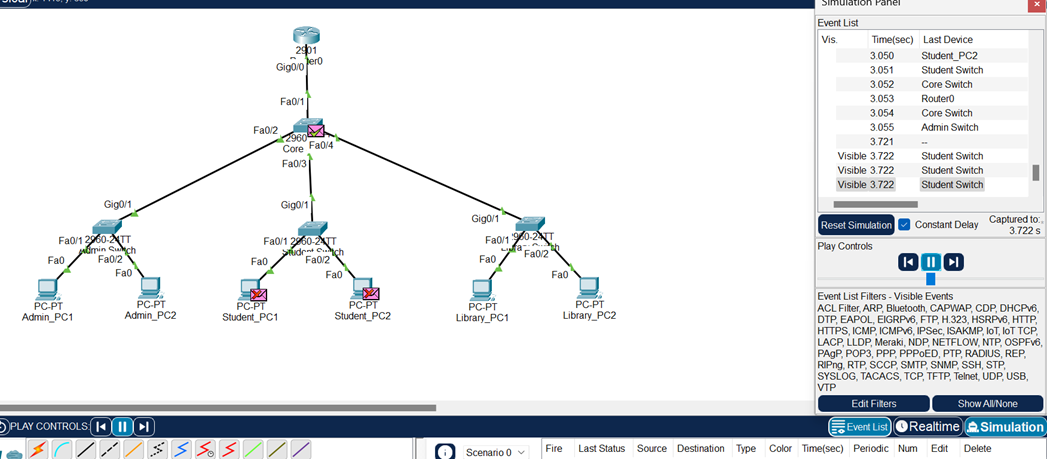 Simulation Panel
Event List
Vis. Time(sec) Last Device
3.050 Student_PC2
3.051 Student Switch
3.052 Core Switch
3.053 Router0
3.054 Core Switch
3.055 Admin Switch
3.721 --
Visible 3.722 Student Switch
Visible 3.722 Student Switch
Visible 3.722 Student Switch
Reset Simulation Constant Delay Captured to:
3.722 s
Play Controls
Event List Filters - Visible Events
ACL Filter, ARP, Bluetooth, CAPWAP, CDP, DHCPv6,
DTP, EAPOL, EIGRPv6, FTP, H.323, HSRPv6, HTTP,
HTTPS, ICMP, ICMPv6, IPSec, ISAKMP, IoT, IoT TCP,
LACP, LLDP, Meraki, NDP, NETFLOW, NTP, OSPFv6,
PAgP, POP3, PPP, PPPoED, PTP, RADIUS, REP,
RIPng, RTP, SCCP, SMTP, SNMP, SSH, STP,
SYSLOG, TACACS, TCP, TFTP, Telnet, UDP, USB,
VTP
Edit Filters Show All/None
2901
Gig0/0
Fa0/1
Fa0/2
2960
Fa0/4
Core
Fa0/3
Gig0/1
Gig0/1
Gig0/1
Fa0/1 2960-24TT
Admin Switch
Fa0/2
Fa0/1 2960-24TT
Student Switch
Fa0/2
Fa0/1
Fa0/2
Fa0 Fa0 Fa0 Fa0 Fa0 Fa0
PC-PT
Admin_PC1
PC-PT
Admin_PC2
PC-PT
Student_PC1
PC-PT
Student_PC2
PC-PT
Library_PC1
PC-PT
Library_PC2
PLAY CONTROLS:
Event List Realtime Simulation
Scenario 0
Fire Last Status Source Destination Type Color Time(sec) Periodic Num Edit Delete